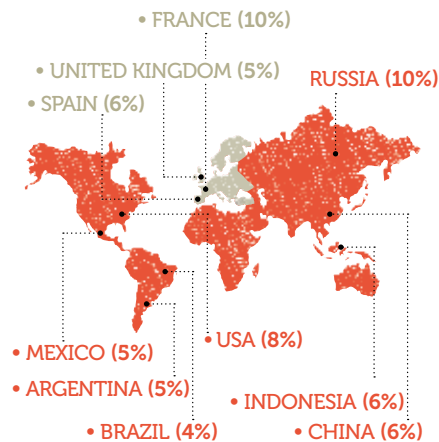 • FRANCE (10%)
• UNITED KINGDOM (5%)
RUSSIA (10%)
• SPAIN (6%)
• USA (8%)
• MEXICO (5%)
• ARGENTINA (5%)
• INDONESIA (6%)
• BRAZIL (4%)
• CHINA (6%)